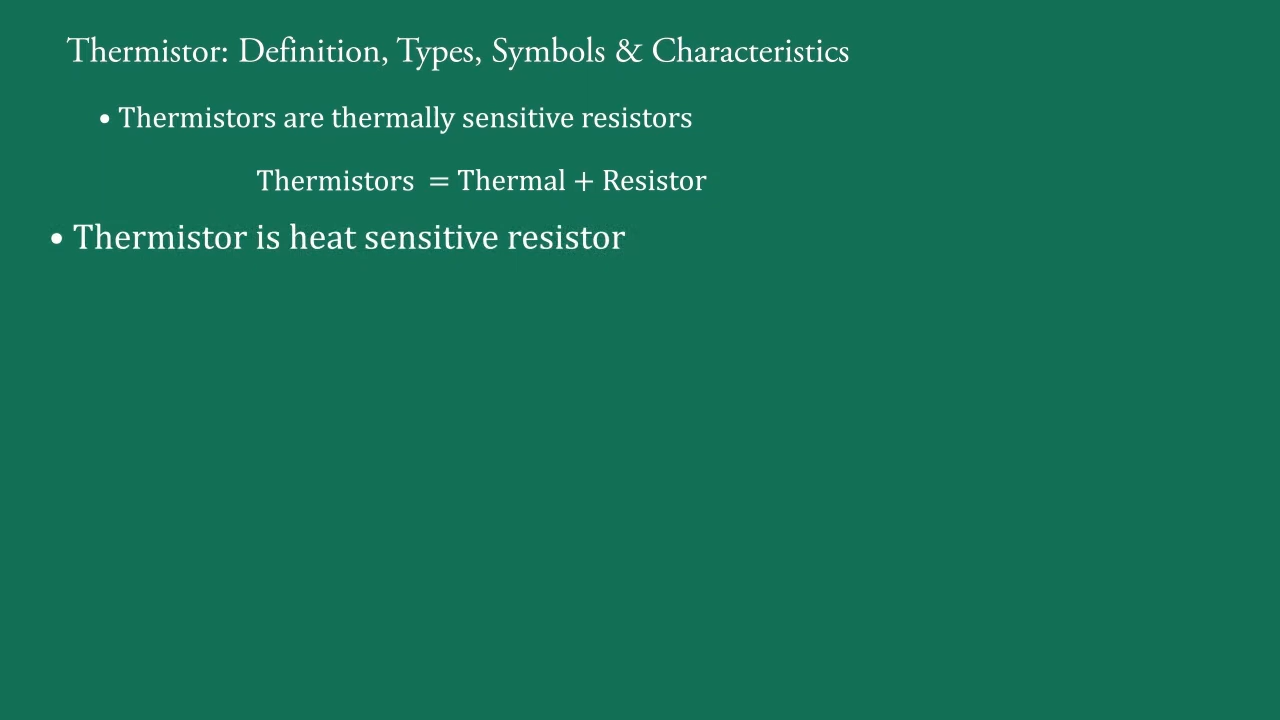 Thermistor: Definition, Types, Symbols & Characteristics
• Thermistors are thermally sensitive resistors
Thermistors = Thermal + Resistor
• Thermistor is heat sensitive resistor